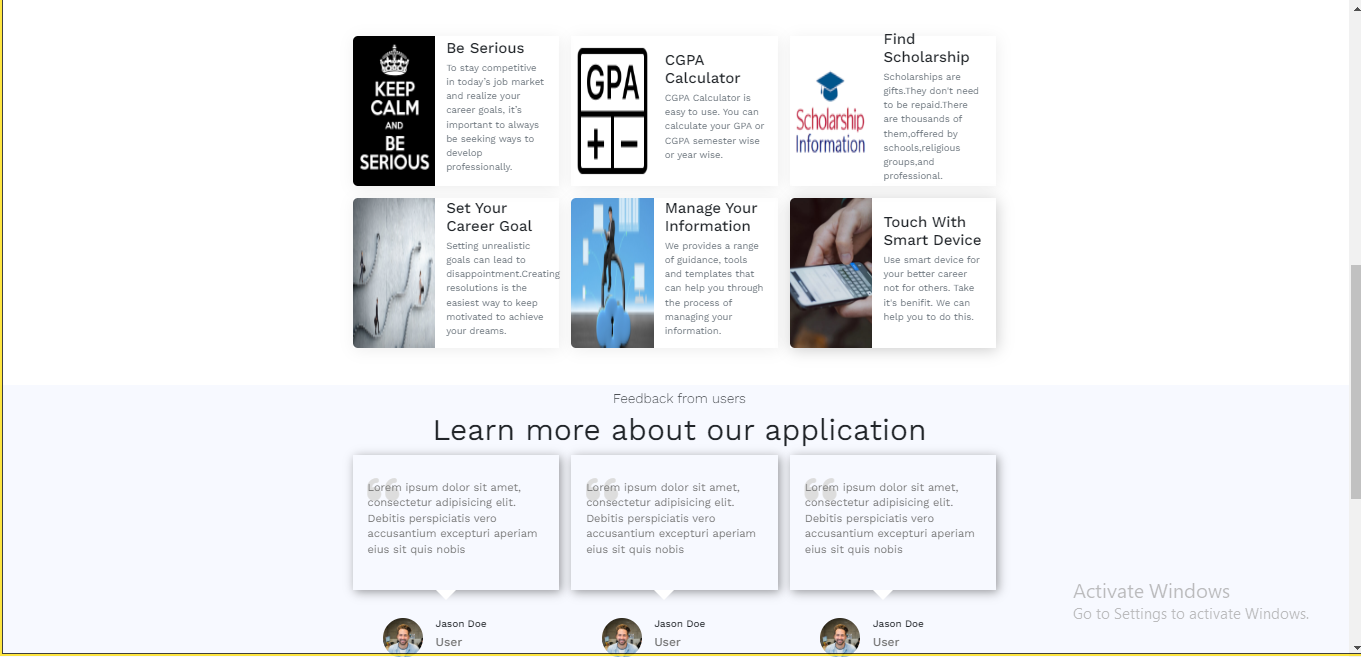 KEEP
CALM
AND
BE
SERIOUS
Be Serious
To stay competitive
in today's job market
and realize your
career goals, it's
important to always
be seeking ways to
develop
professionally.
GPA
+ −
CGPA
Calculator
CGPA Calculator is
easy to use. You can
calculate your GPA or
CGPA semester wise
or year wise.
Scholarship
Information
Find
Scholarship
Scholarships are
gifts.They don't need
to be repaid.There
are thousands of
them,offered by
schools,religious
groups,and
professional.
Set Your
Career Goal
Setting unrealistic
goals can lead to
disappointment.Creating
resolutions is the
easiest way to keep
motivated to achieve
your dreams.
Manage Your
Information
We provides a range
of guidance, tools
and templates that
can help you through
the process of
managing your
information.
Touch With
Smart Device
Use smart device for
your better career
not for others. Take
it's benifit. We can
help you to do this.
Feedback from users
Learn more about our application
“
Lorem ipsum dolor sit amet,
consectetur adipisicing elit.
Debitis perspiciatis vero
accusantium excepturi aperiam
eius sit quis nobis
“
Lorem ipsum dolor sit amet,
consectetur adipisicing elit.
Debitis perspiciatis vero
accusantium excepturi aperiam
eius sit quis nobis
“
Lorem ipsum dolor sit amet,
consectetur adipisicing elit.
Debitis perspiciatis vero
accusantium excepturi aperiam
eius sit quis nobis
Jason Doe
User
Jason Doe
User
Jason Doe
User
Activate Windows
Go to Settings to activate Windows.